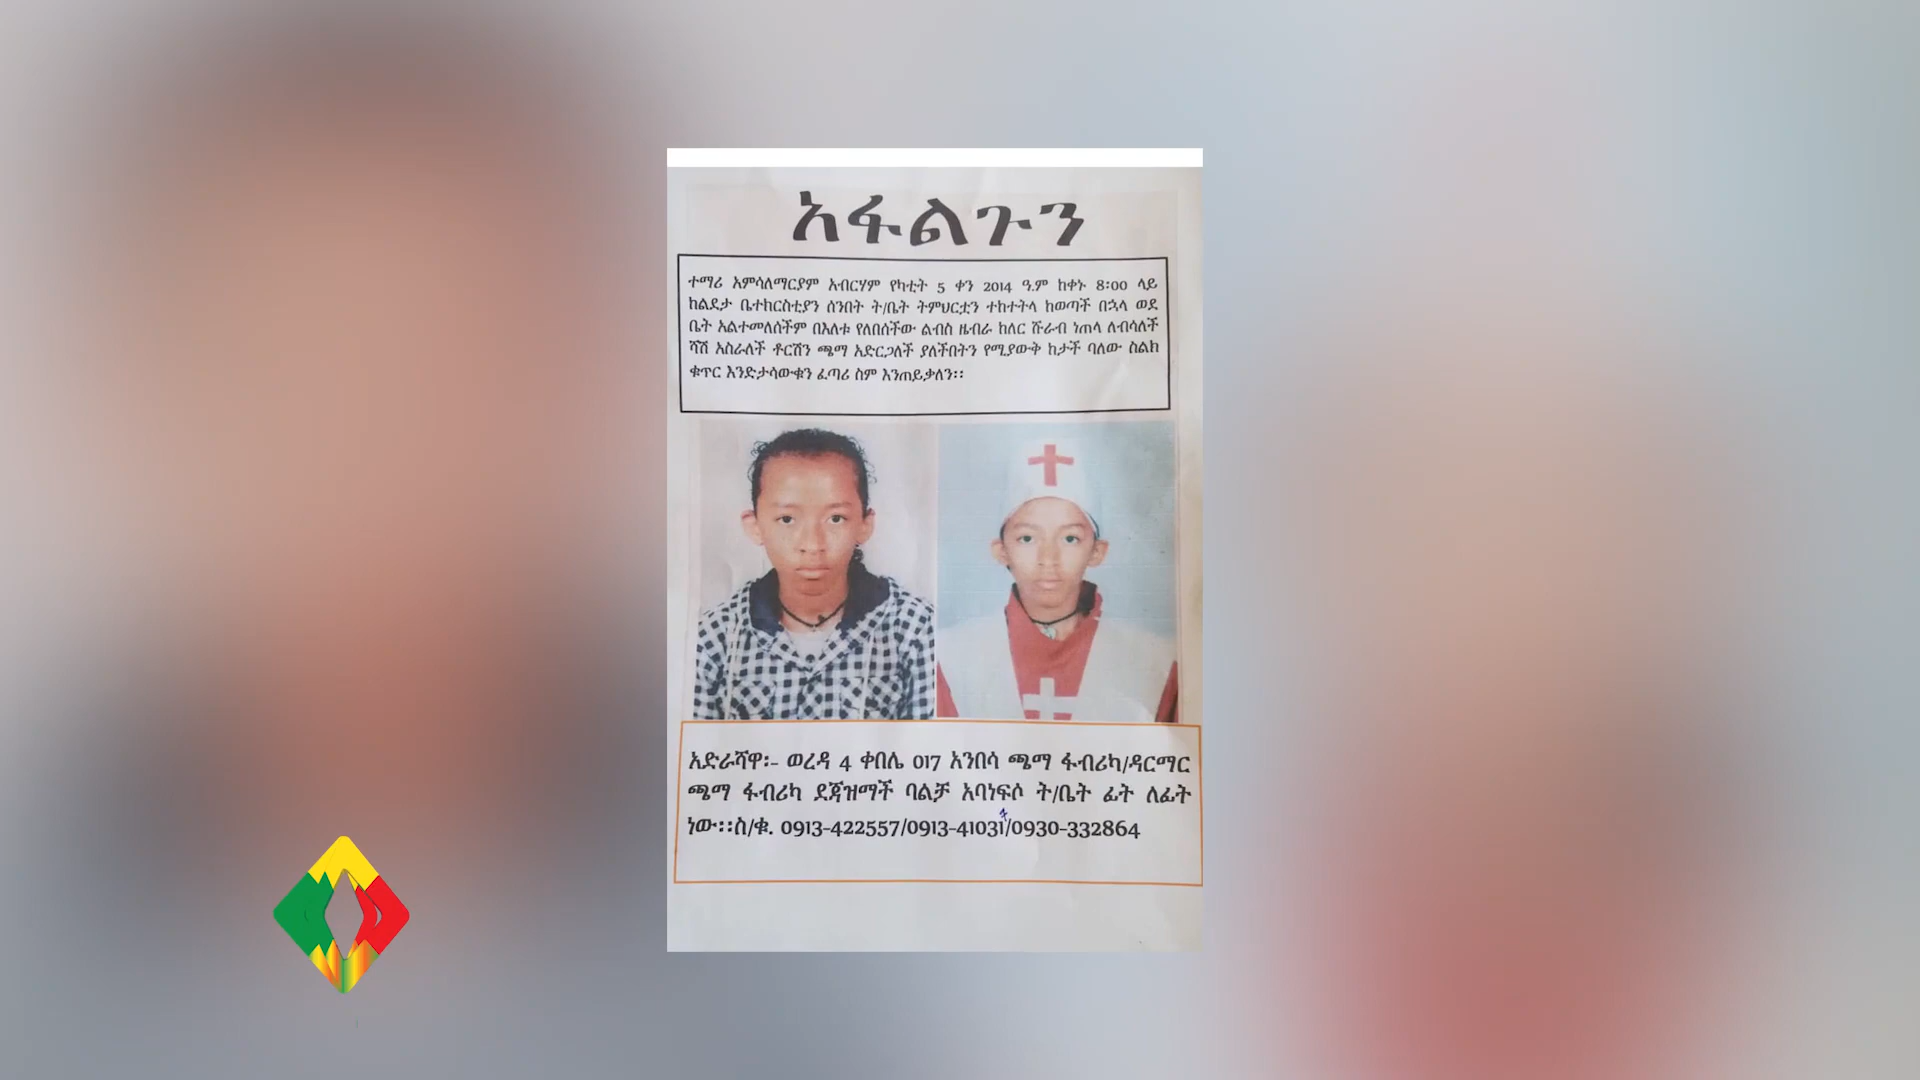 አፋልጉን
ተማሪ አምሳለማርያም አብርሃም የካቲት 5 ቀን 2014 ዓ.ም ከቀኑ 8፡00 ላይ
ከልደታ ቤተክርስቲያን ሰንበት ት/ቤት ትምህርቷን ተከተትላ ከወጣች በኋላ ወደ
ቤት አልተመለሰችም በእለቱ የለበሰችው ልብስ ዜብራ ከለር ሹራብ ነጠላ ለብሳለች
ሻሽ አስራለች ቶርሽን ጫማ አድርጋለች ያለችበትን የሚያውቅ ከታች ባለው ስልክ
ቁጥር እንድታሳውቁን ፈጣሪ ስም እንጠይቃለን፡፡
አድራሻዋ፡- ወረዳ 4 ቀበሌ 017 አንበሳ ጫማ ፋብሪካ/ዳርማር
ጫማ ፋብሪካ ደጃዝማች ባልቻ አባነፍሶ ት/ቤት ፊት ለፊት
ነው፡፡ስ/ቁ. 0913-422557/0913-41031/0930-332864